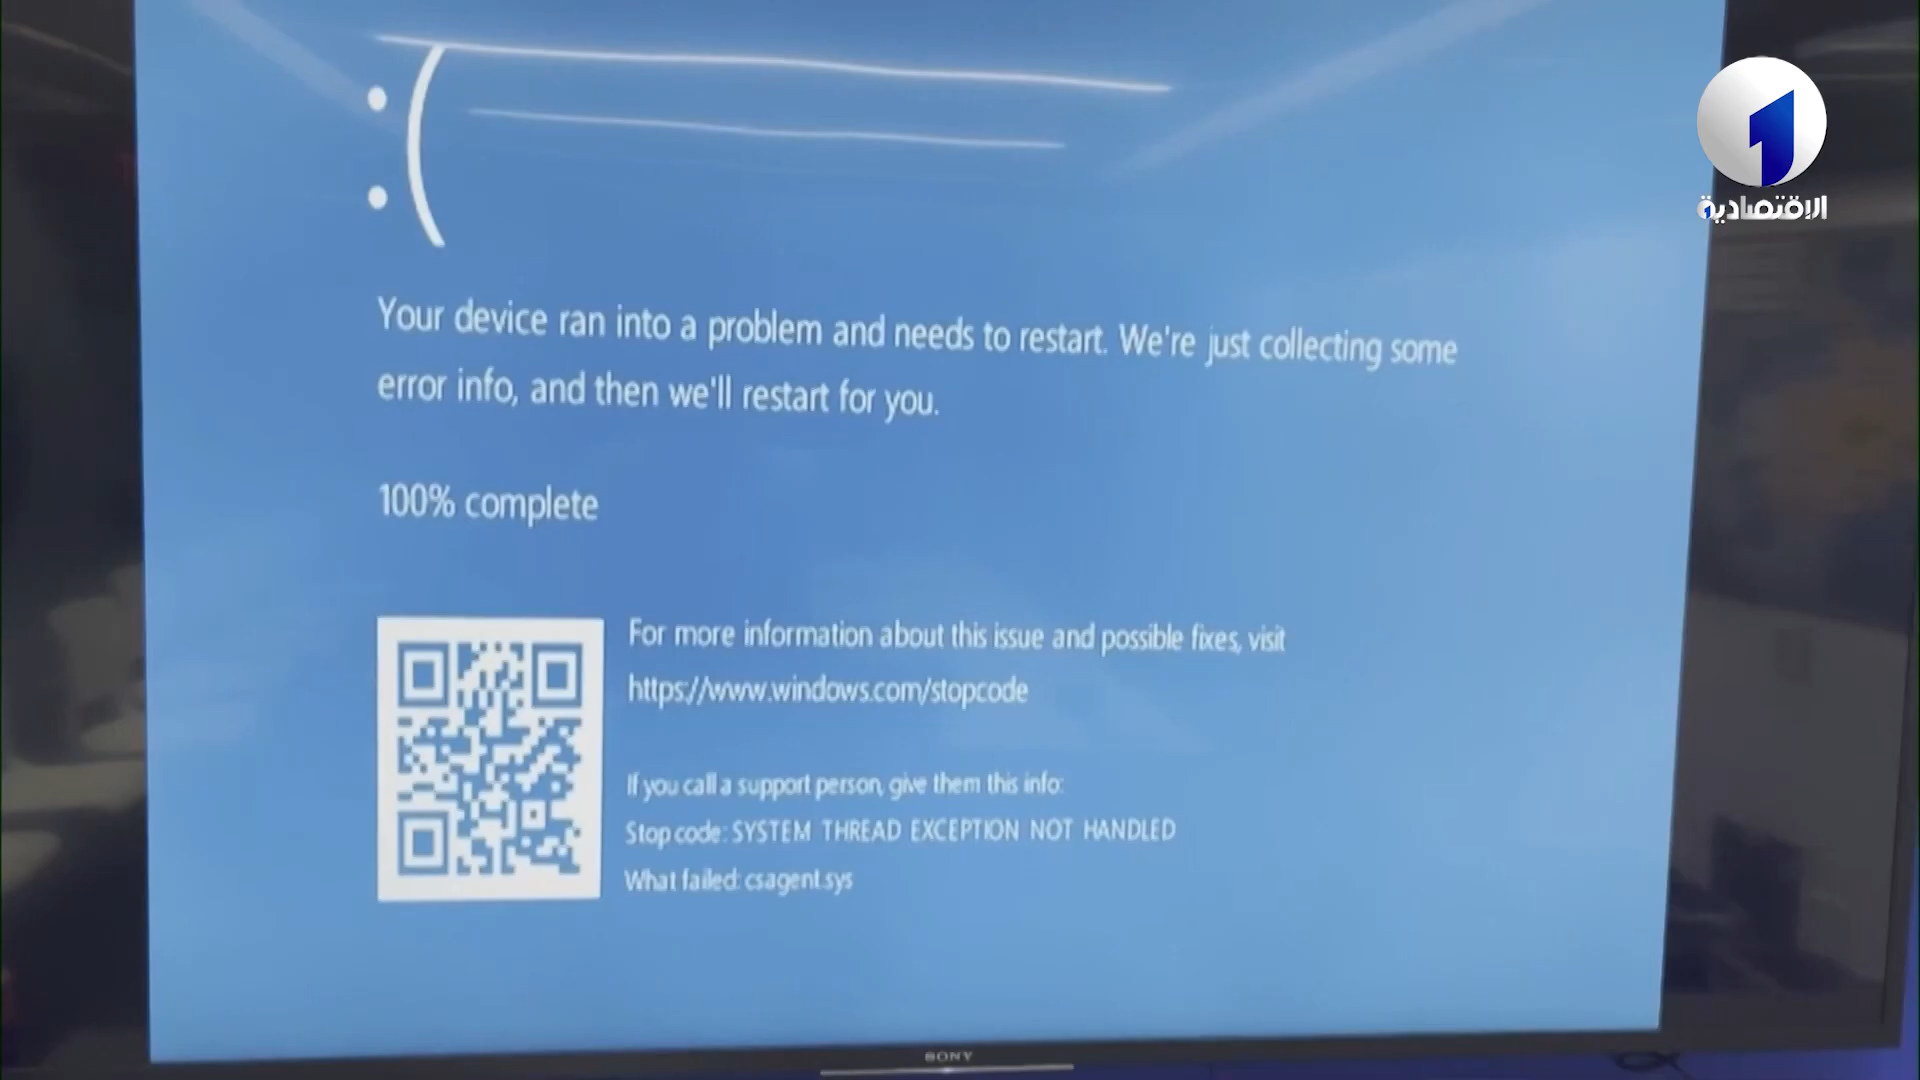 :(
Your device ran into a problem and needs to restart. We're just collecting some
error info, and then we'll restart for you.
100% complete
For more information about this issue and possible fixes, visit
https://www.windows.com/stopcode
If you call a support person, give them this info:
Stop code: SYSTEM THREAD EXCEPTION NOT HANDLED
What failed: csagent.sys
1
الاقتصادية
SONY